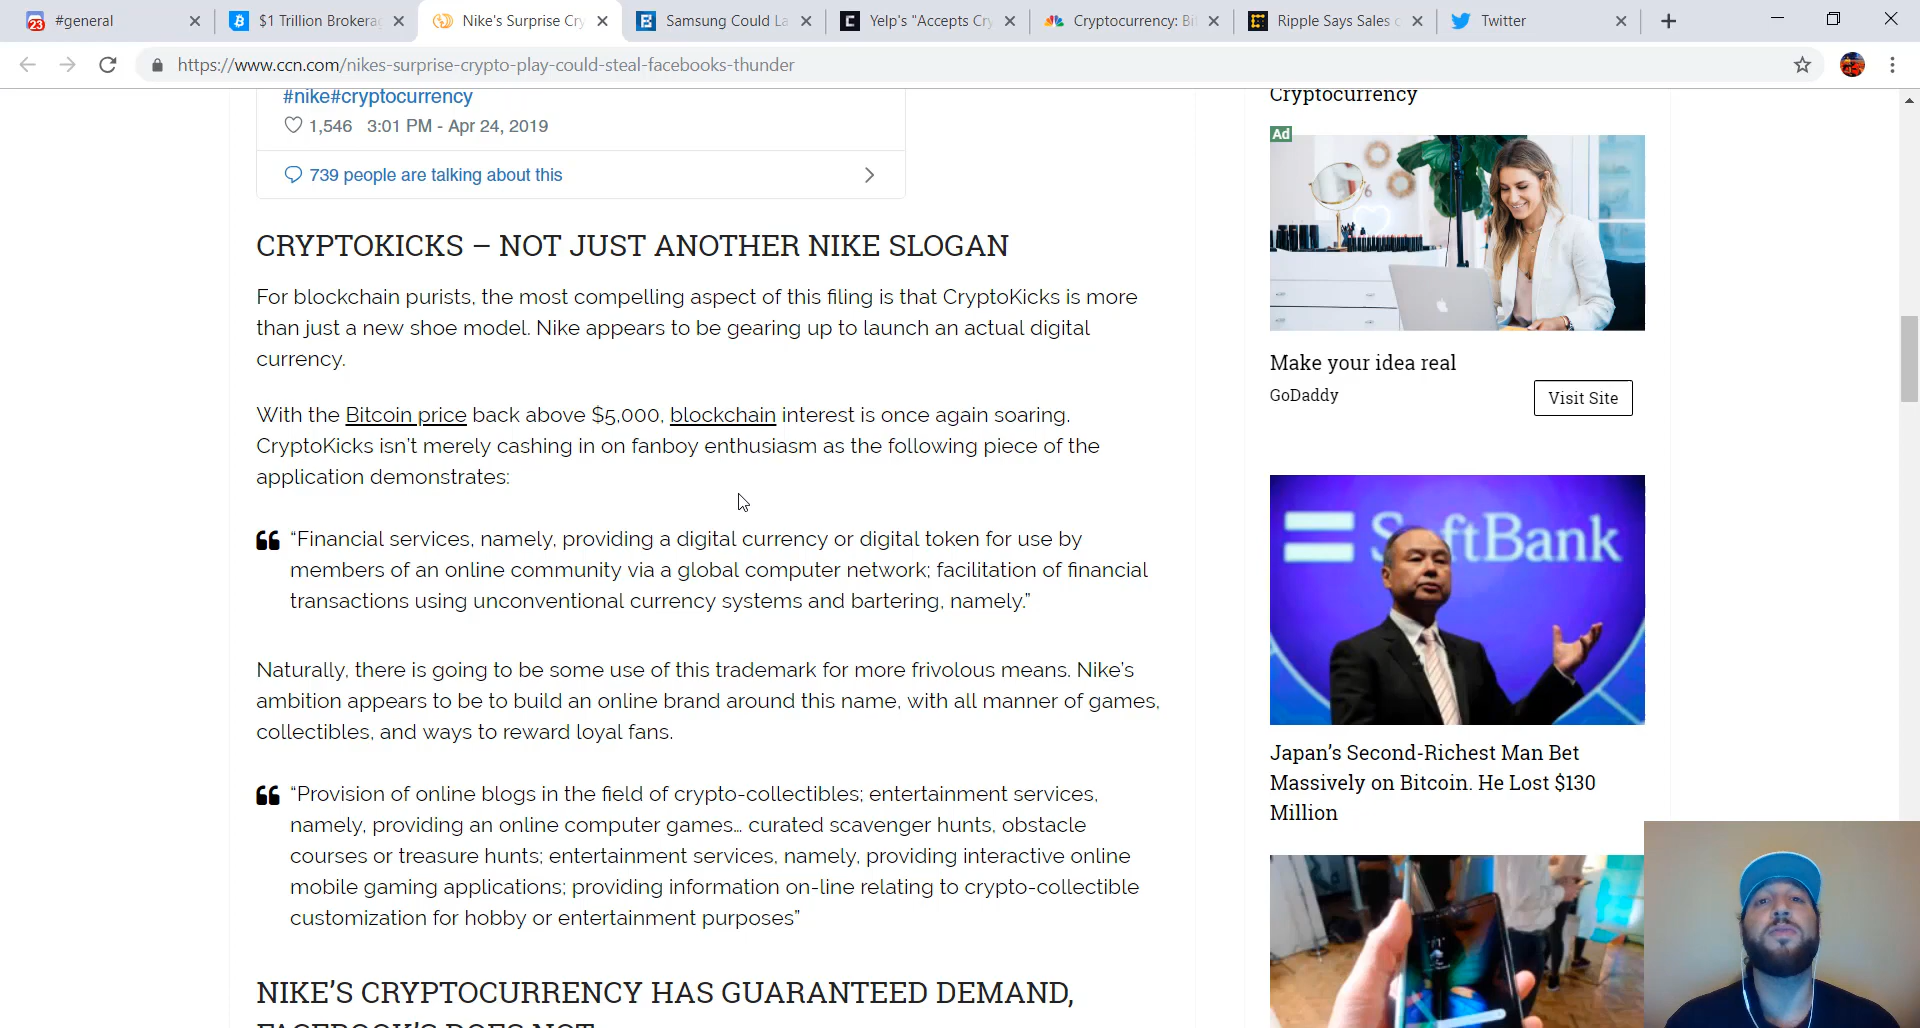 #general
$1 Trillion Brokera
Nike's Surprise Cry
Samsung Could La
Yelp's "Accepts Cry
Cryptocurrency: Bi
Ripple Says Sales o
Twitter
https://www.ccn.com/nikes-surprise-crypto-play-could-steal-facebooks-thunder
#nike#cryptocurrency
1,546 3:01 PM - Apr 24, 2019
739 people are talking about this
CRYPTOKICKS – NOT JUST ANOTHER NIKE SLOGAN
For blockchain purists, the most compelling aspect of this filing is that CryptoKicks is more
than just a new shoe model. Nike appears to be gearing up to launch an actual digital
currency.
With the Bitcoin price back above $5,000, blockchain interest is once again soaring.
CryptoKicks isn't merely cashing in on fanboy enthusiasm as the following piece of the
application demonstrates:
“Financial services, namely, providing a digital currency or digital token for use by
members of an online community via a global computer network; facilitation of financial
transactions using unconventional currency systems and bartering, namely.”
Naturally, there is going to be some use of this trademark for more frivolous means. Nike's
ambition appears to be to build an online brand around this name, with all manner of games,
collectibles, and ways to reward loyal fans.
“Provision of online blogs in the field of crypto-collectibles; entertainment services,
namely, providing an online computer games… curated scavenger hunts, obstacle
courses or treasure hunts; entertainment services, namely, providing interactive online
mobile gaming applications; providing information on-line relating to crypto-collectible
customization for hobby or entertainment purposes”
NIKE'S CRYPTOCURRENCY HAS GUARANTEED DEMAND,
FACEBOOK'S DOES NOT
Cryptocurrency
Ad
Make your idea real
GoDaddy
Visit Site
SoftBank
Japan's Second-Richest Man Bet
Massively on Bitcoin. He Lost $130
Million